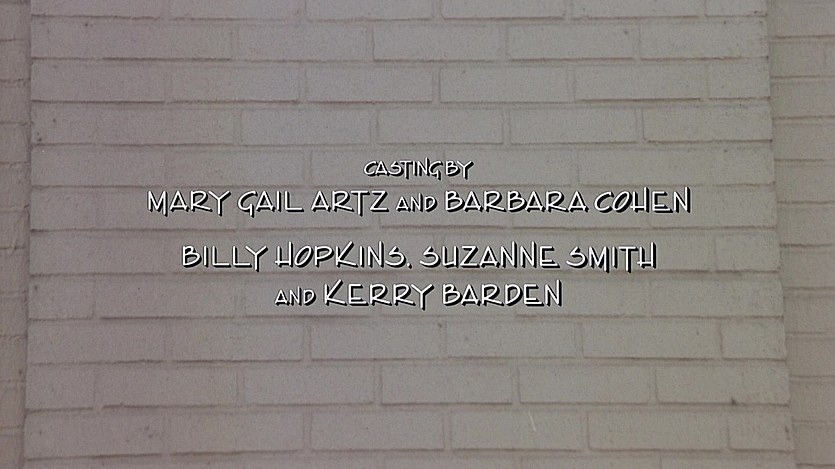 CASTING BY
MARY GAIL ARTZ AND BARBARA COHEN
BILLY HOPKINS, SUZANNE SMITH
AND KERRY BARDEN